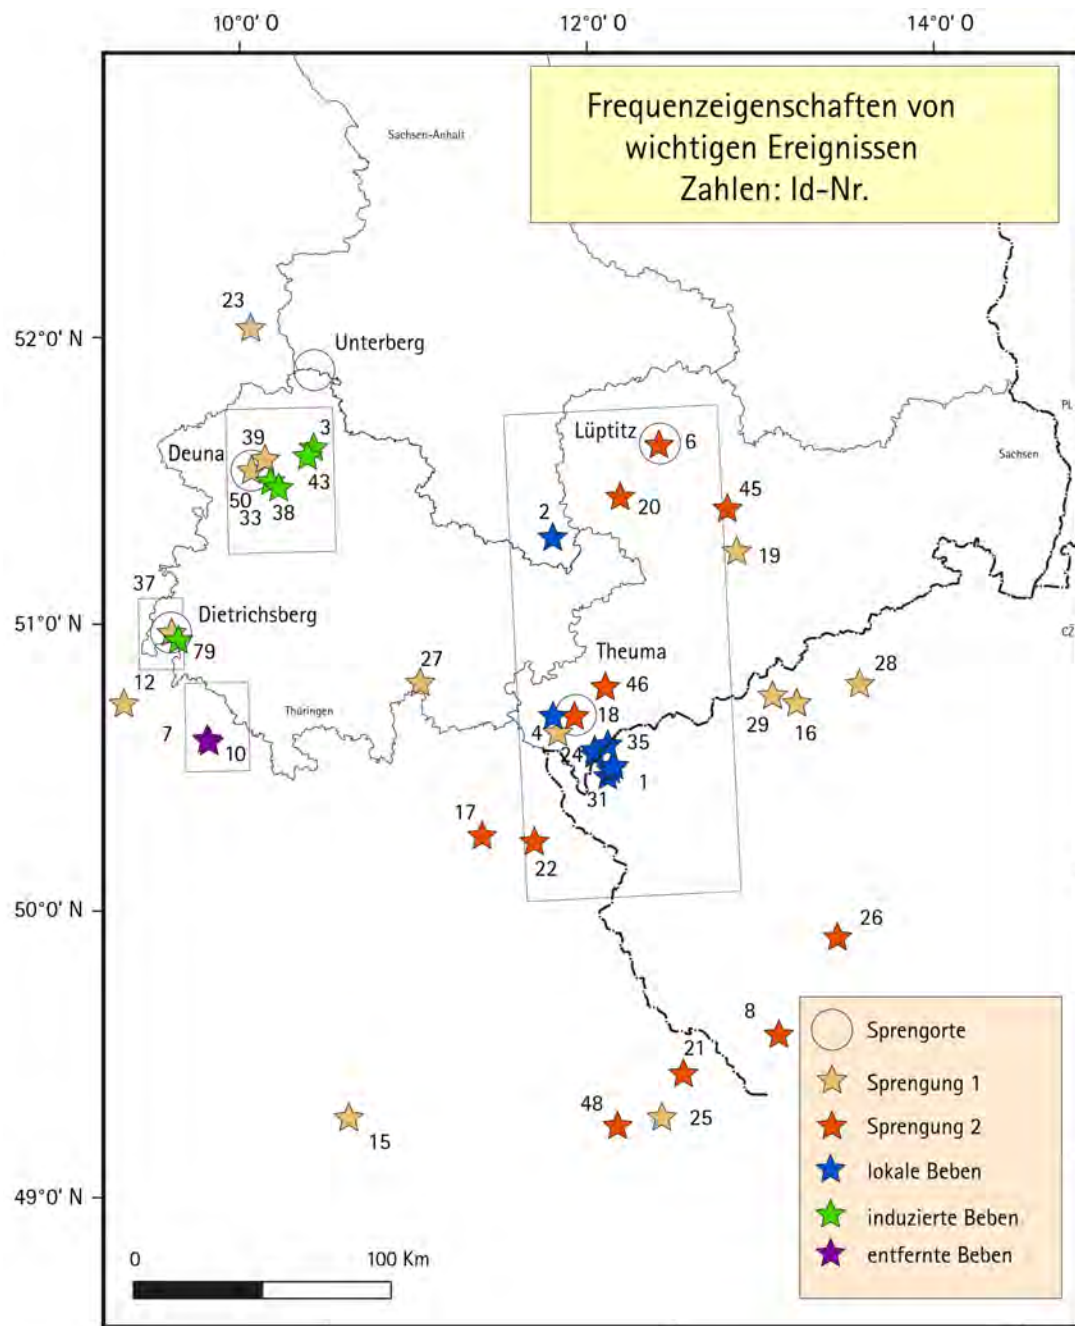 10°0' O
12°0' O
14°0' O
Frequenzeigenschaften von
wichtigen Ereignissen
Zahlen: Id-Nr.
Sachsen-Anhalt
23
52°0' N
Unterberg
PL
39
3
Deuna
Lüptitz
6
Sachsen
50
43
33
38
2
20
45
19
37
51°0' N
Dietrichsberg
79
CZ
Theuma
12
27
46
28
Thüringen
18
29
16
7
10
4
24
35
31
1
17
22
50°0' N
26
8
Sprengorte
21
Sprengung 1
48
25
Sprengung 2
15
lokale Beben
49°0' N
induzierte Beben
entfernte Beben
0
100 Km